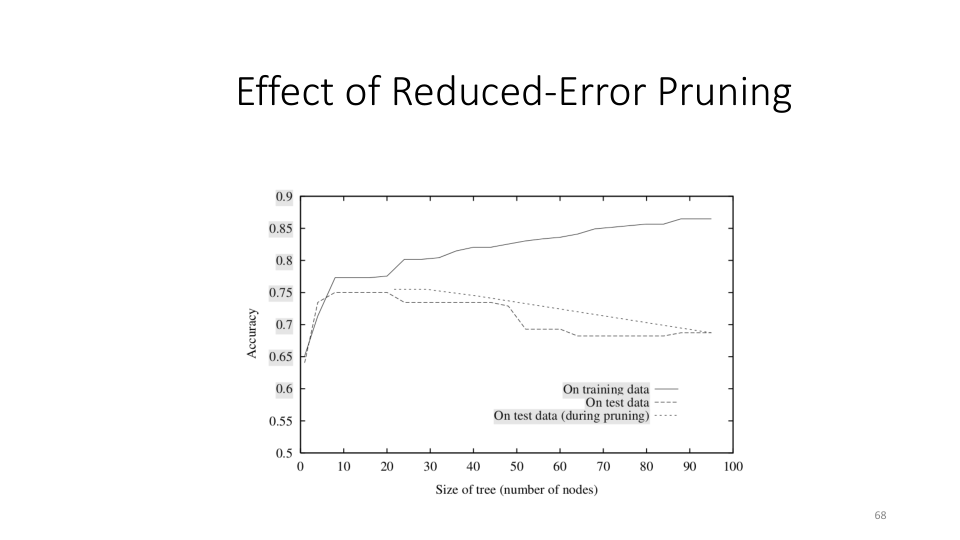 Effect of Reduced-Error Pruning
0.9
0.85
0.8
0.75
0.7
0.65
0.6
0.55
0.5
Accuracy
On training data
On test data
On test data (during pruning)
0 10 20 30 40 50 60 70 80 90 100
Size of tree (number of nodes)
68